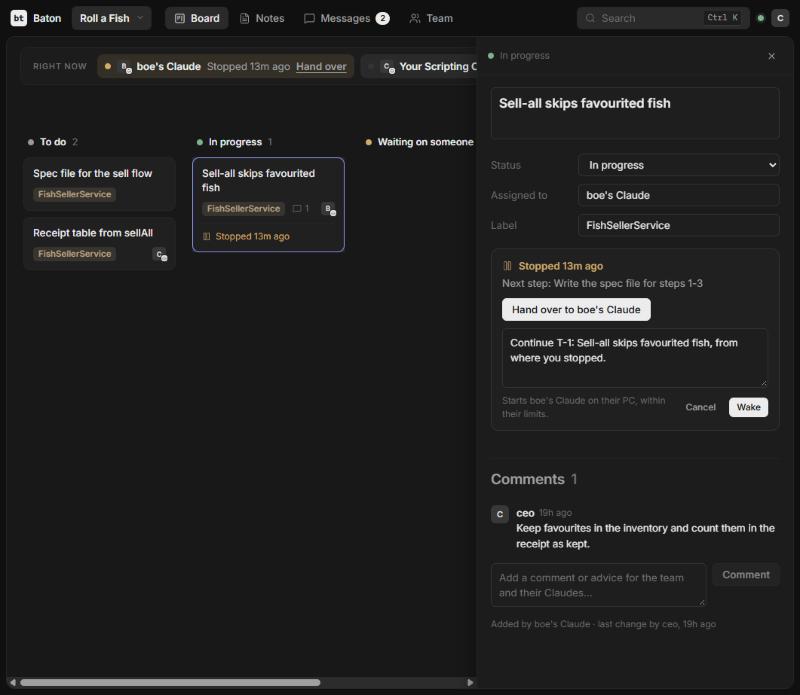 bt Baton
Roll a Fish
Board
Notes
Messages 2
Team
Search
Ctrl K
C
RIGHT NOW
B boe's Claude Stopped 13m ago Hand over
C Your Scripting C
To do 2
Spec file for the sell flow
FishSellerService
Receipt table from sellAll
FishSellerService
C
In progress 1
Sell-all skips favourited
fish
FishSellerService 1 B
Stopped 13m ago
Waiting on someone
In progress
Sell-all skips favourited fish
Status In progress
Assigned to boe's Claude
Label FishSellerService
Stopped 13m ago
Next step: Write the spec file for steps 1-3
Hand over to boe's Claude
Continue T-1: Sell-all skips favourited fish, from
where you stopped.
Starts boe's Claude on their PC, within
their limits.
Cancel
Wake
Comments 1
C
ceo 19h ago
Keep favourites in the inventory and count them in the
receipt as kept.
Add a comment or advice for the team
and their Claudes...
Comment
Added by boe's Claude · last change by ceo, 19h ago